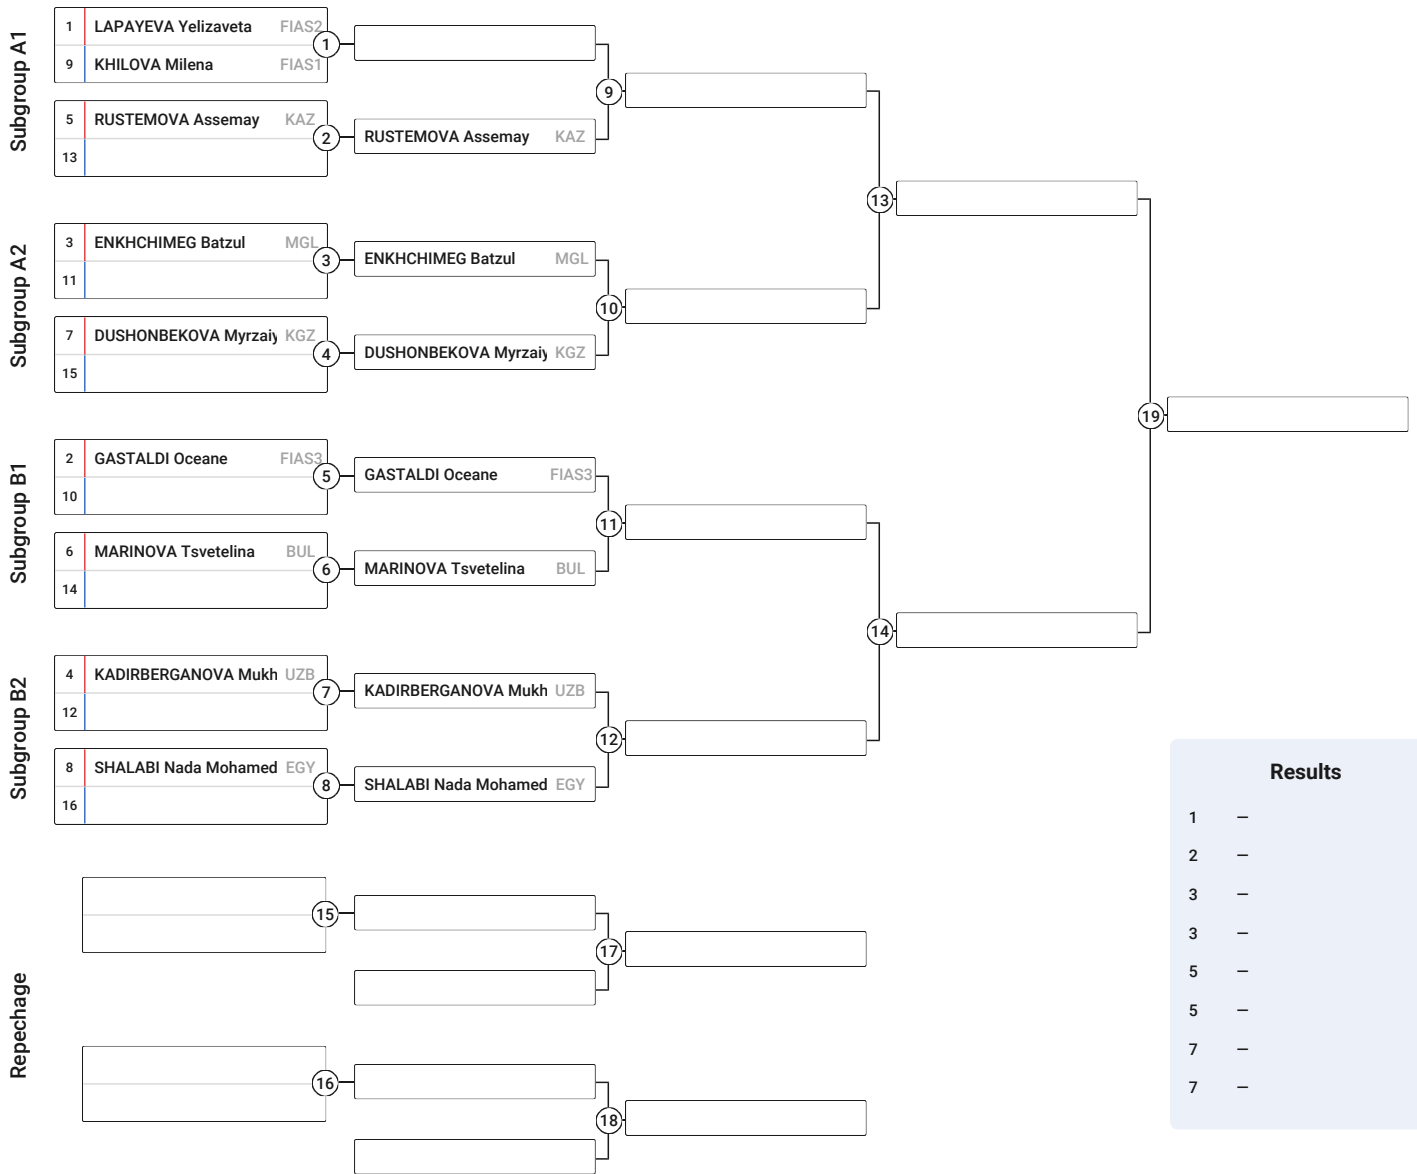 Subgroup A1
1 LAPAYEVA Yelizaveta FIAS2
9 KHILOVA Milena FIAS1
1
5 RUSTEMOVA Assemay KAZ
13
2
RUSTEMOVA Assemay KAZ
9
Subgroup A2
3 ENKHCHIMEG Batzul MGL
11
3
ENKHCHIMEG Batzul MGL
7 DUSHONBEKOVA Myrzaiy KGZ
15
4
DUSHONBEKOVA Myrzaiy KGZ
10
13
Subgroup B1
2 GASTALDI Oceane FIAS3
10
5
GASTALDI Oceane FIAS3
6 MARINOVA Tsvetelina BUL
14
6
MARINOVA Tsvetelina BUL
11
Subgroup B2
4 KADIRBERGANOVA Mukh UZB
12
7
KADIRBERGANOVA Mukh UZB
8 SHALABI Nada Mohamed EGY
16
8
SHALABI Nada Mohamed EGY
12
14
19
Repechage
15
17
16
18
Results
1 –
2 –
3 –
3 –
5 –
5 –
7 –
7 –